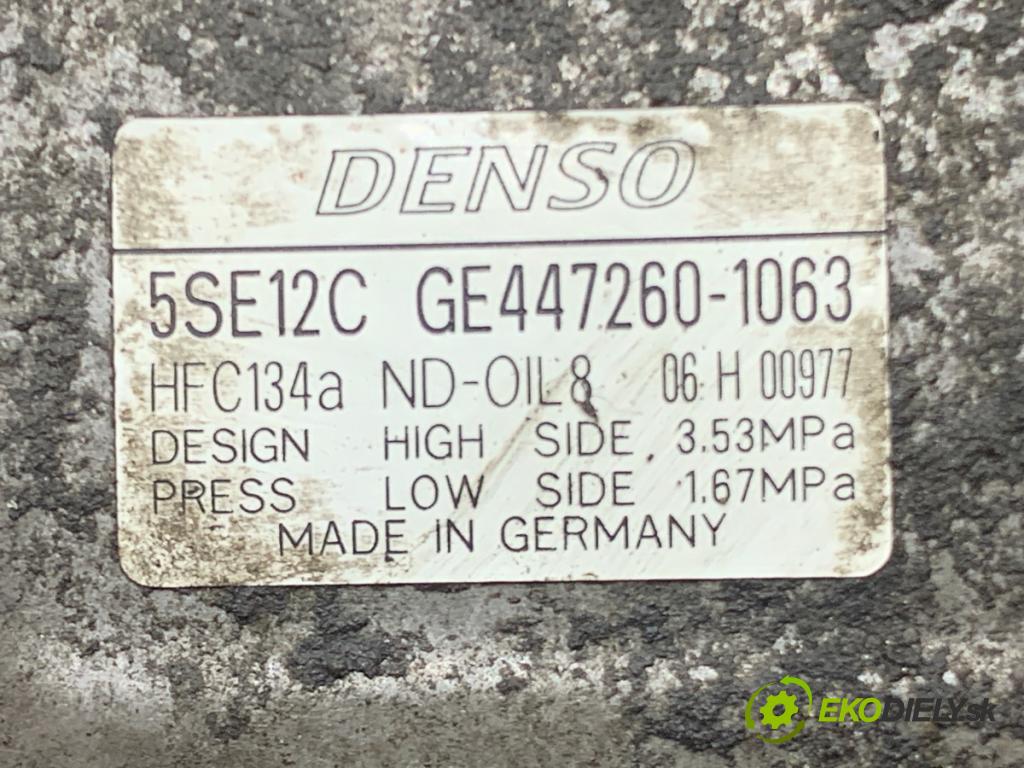 DENSO
5SE12C GE447260-1063
HFC134a ND-OIL8 06 H 00977
DESIGN HIGH SIDE 3.53MPa
PRESS LOW SIDE 1.67MPa
MADE IN GERMANY
EKODIELY.sk